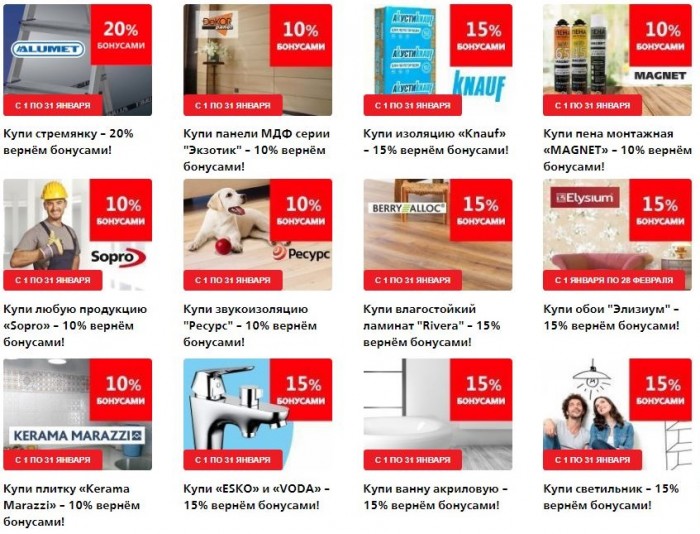 ALUMET
20%
БОНУСАМИ
С 1 ПО 31 ЯНВАРЯ
Купи стремянку – 20%
вернём бонусами!
10%
БОНУСАМИ
С 1 ПО 31 ЯНВАРЯ
Купи панели МДФ серии
"Экзотик" – 10% вернём
бонусами!
АКУСТИKNAUF
АКУСТИKNAUF
АКУСТИKNAUF
KNAUF
15%
БОНУСАМИ
С 1 ПО 31 ЯНВАРЯ
Купи изоляцию «Knauf»
– 15% вернём бонусами!
ПЕНА
ПЕНА
ПЕНА
MAGNET
10%
БОНУСАМИ
С 1 ПО 31 ЯНВАРЯ
Купи пена монтажная
«MAGNET» – 10% вернём
бонусами!
Sopro
10%
БОНУСАМИ
С 1 ПО 31 ЯНВАРЯ
Купи любую продукцию
«Sopro» – 10% вернём
бонусами!
Ресурс
10%
БОНУСАМИ
С 1 ПО 31 ЯНВАРЯ
Купи звукоизоляцию
"Ресурс" – 10% вернём
бонусами!
BERRY ALLOC
15%
БОНУСАМИ
С 1 ПО 31 ЯНВАРЯ
Купи влагостойкий
ламинат "Rivera" – 15%
вернём бонусами!
Elysium
15%
БОНУСАМИ
С 1 ЯНВАРЯ ПО 28 ФЕВРАЛЯ
Купи обои "Элизиум" –
15% вернём бонусами!
KERAMA MARAZZI
10%
БОНУСАМИ
С 1 ПО 31 ЯНВАРЯ
Купи плитку «Kerama
Marazzi» – 10% вернём
бонусами!
15%
БОНУСАМИ
С 1 ПО 31 ЯНВАРЯ
Купи «ESKO» и «VODA» –
15% вернём бонусами!
15%
БОНУСАМИ
С 1 ПО 31 ЯНВАРЯ
Купи ванну акриловую –
15% вернём бонусами!
15%
БОНУСАМИ
С 1 ПО 31 ЯНВАРЯ
Купи светильник – 15%
вернём бонусами!